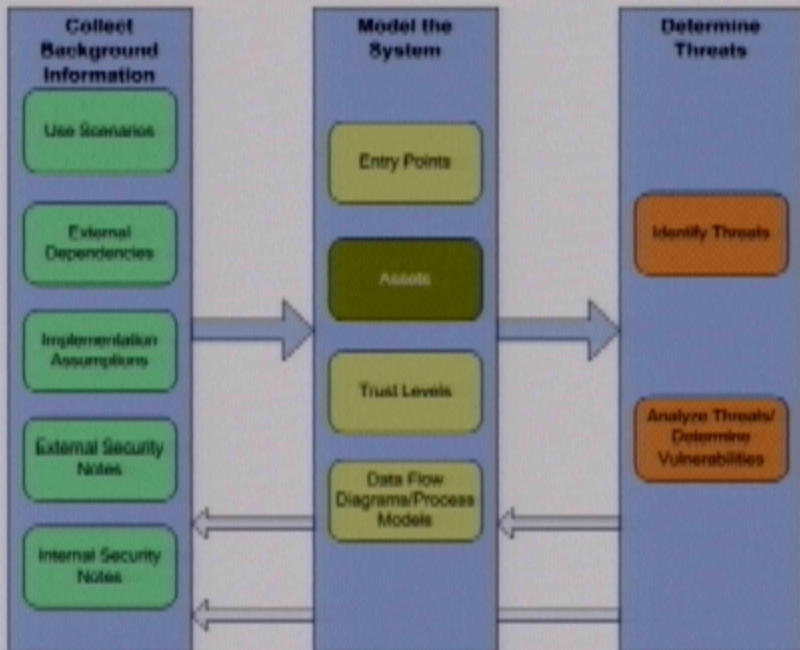 Collect
Background
Information
Use Scenarios
External
Dependencies
Implementation
Assumptions
External Security
Notes
Internal Security
Notes
Model the
System
Entry Points
Assets
Trust Levels
Data Flow
Diagrams/Process
Models
Determine
Threats
Identify Threats
Analyze Threats/
Determine
Vulnerabilities